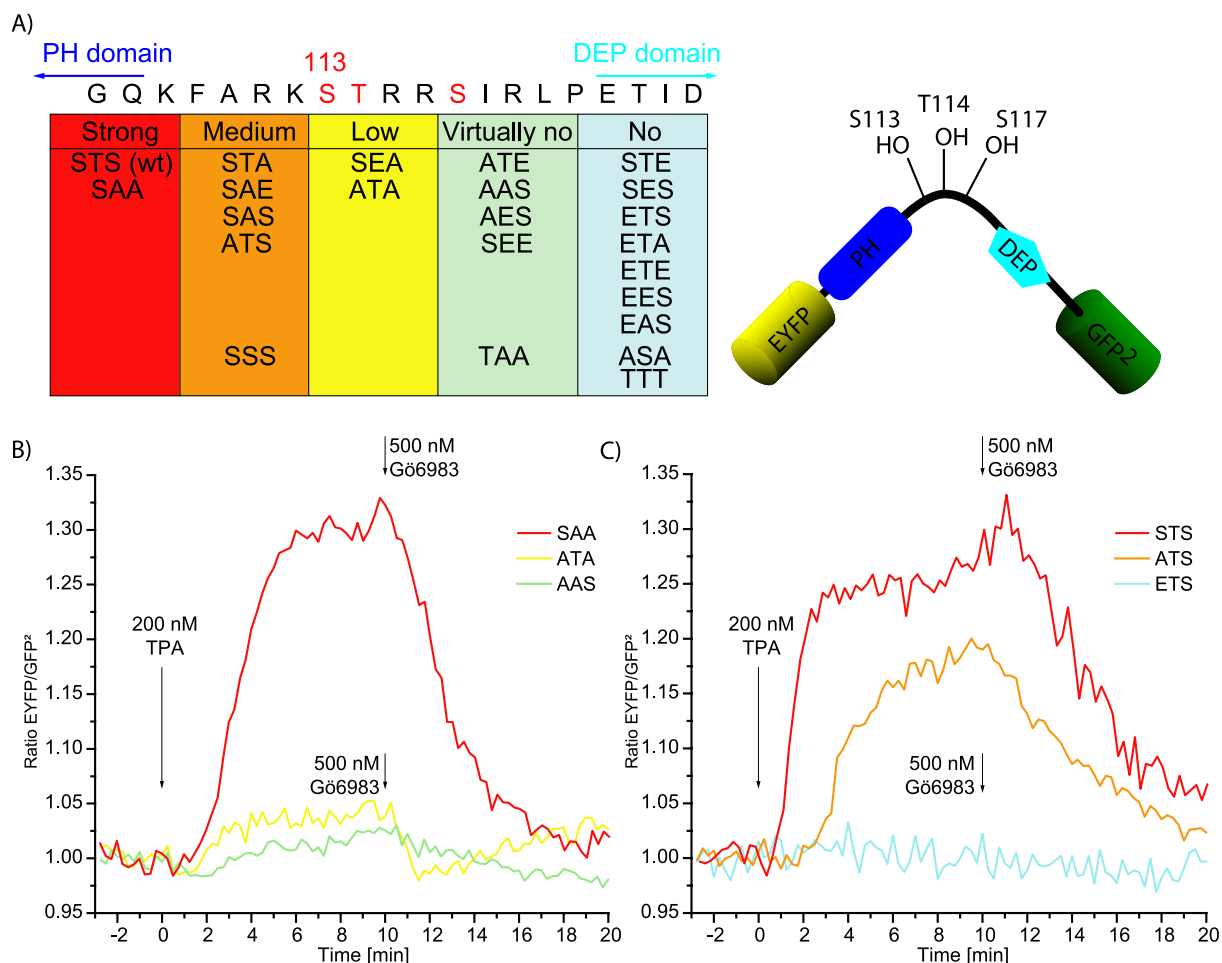 A)
PH domain
DEP domain
113
G Q K F A R K S T R R S I R L P E T I D
Strong Medium Low Virtually no No
STS (wt) STA SEA ATE STE
SAA SAE ATA AAS SES
SAS AES ETS
ATS SEE ETA
ETE
EES
EAS
SSS TAA ASA
TTT
T114
S113 S117
OH
HO OH
PH
DEP
EYFP
GFP²
B)
500 nM
Gö6983
1.35
1.30
1.25
1.20
1.15
1.10
1.05
1.00
0.95
Ratio EYFP/GFP²
SAA
ATA
AAS
200 nM
TPA
500 nM
Gö6983
-2 0 2 4 6 8 10 12 14 16 18 20
Time [min]
C)
500 nM
Gö6983
1.35
1.30
1.25
1.20
1.15
1.10
1.05
1.00
0.95
Ratio EYFP/GFP²
STS
ATS
ETS
200 nM
TPA
500 nM
Gö6983
-2 0 2 4 6 8 10 12 14 16 18 20
Time [min]